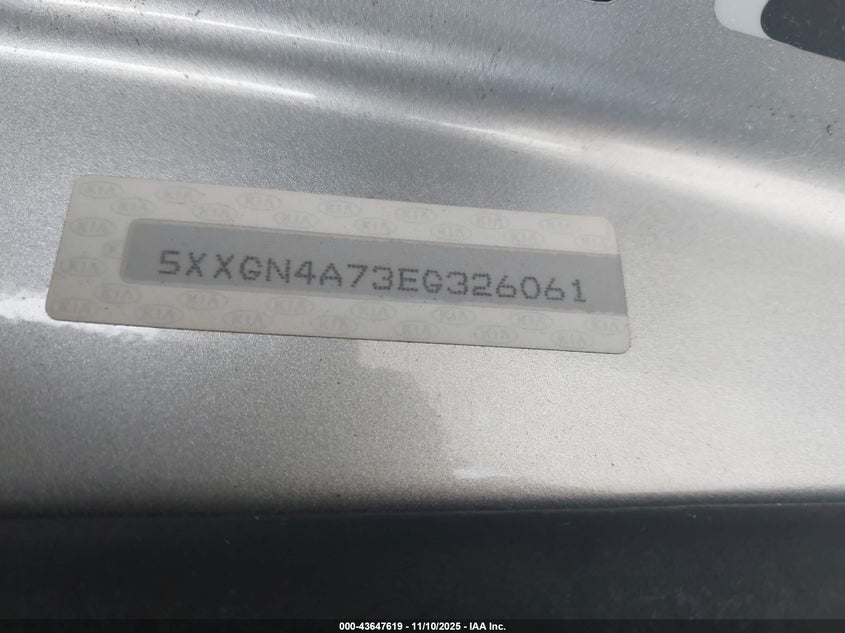 5XXGN4A73EG326061
000-43647619 - 11/10/2025 - IAA Inc.